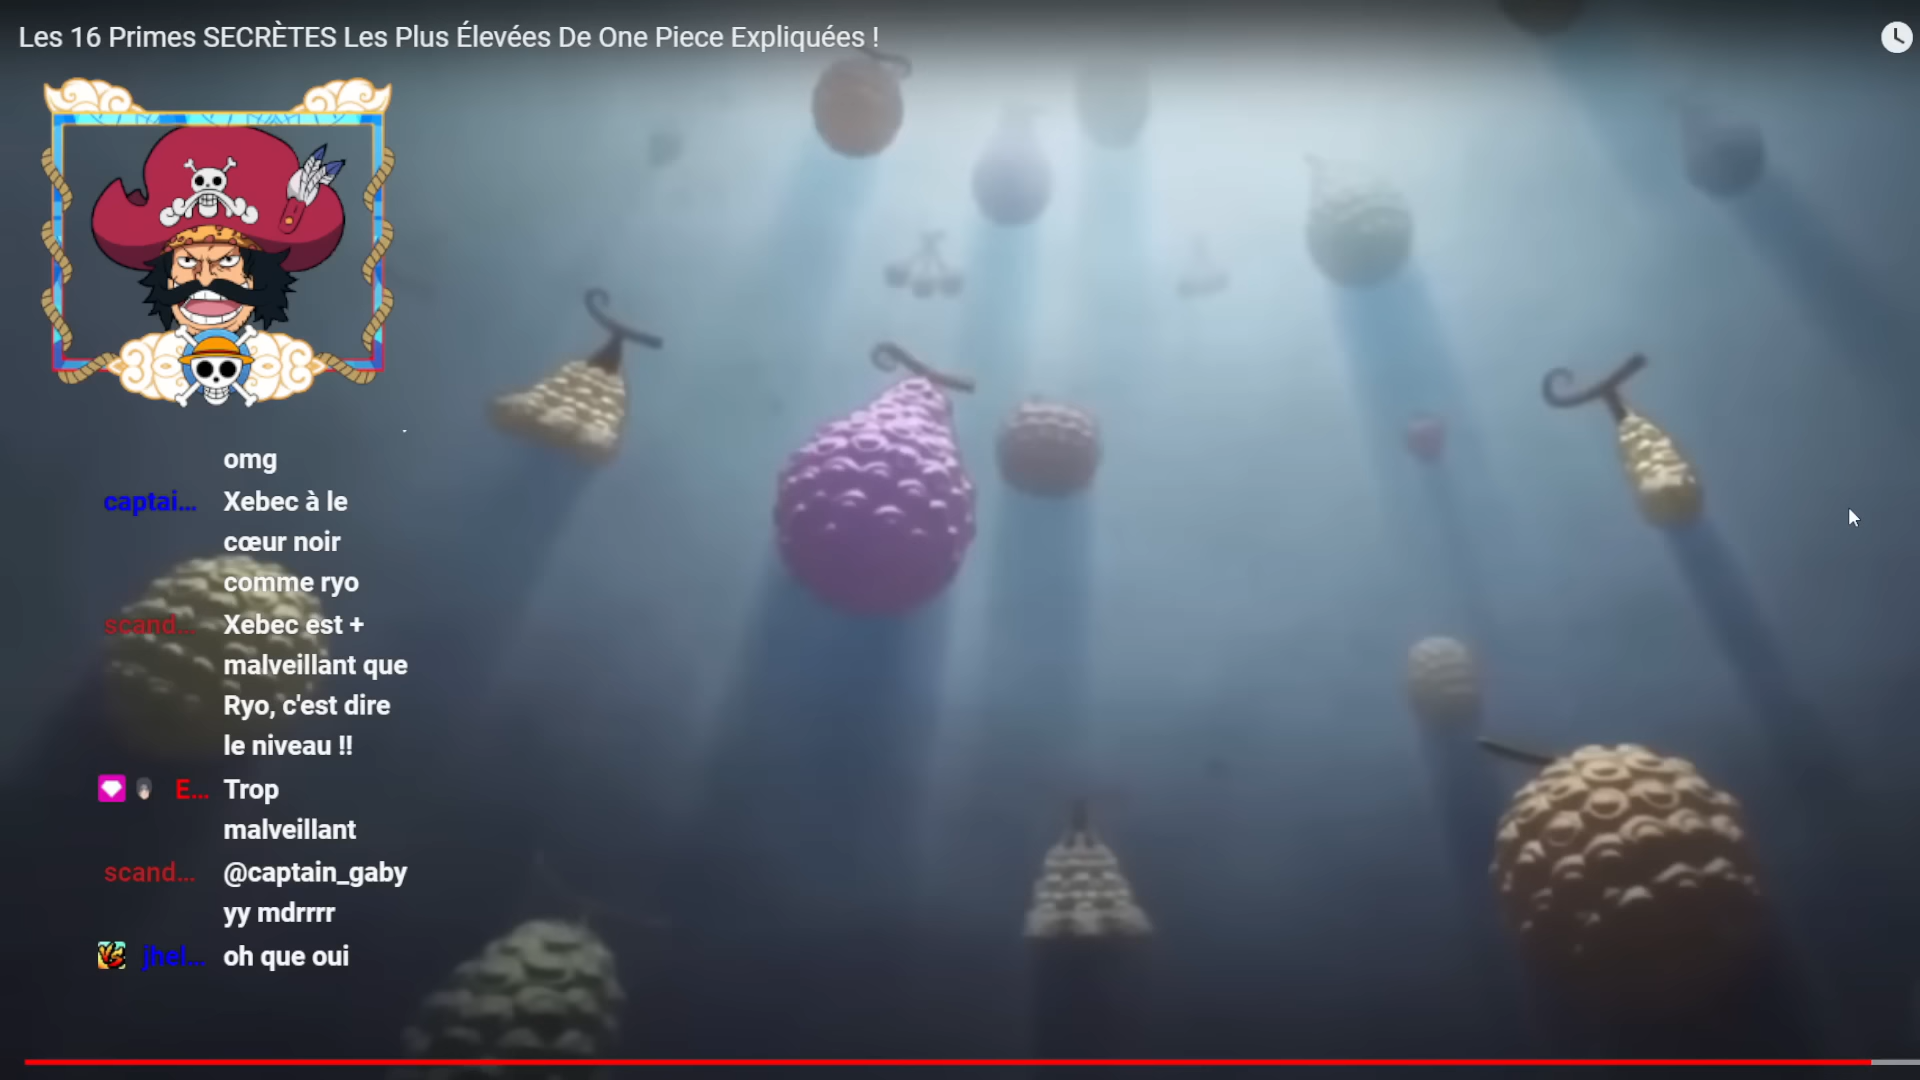 Les 16 Primes SECRÈTES Les Plus Élevées De One Piece Expliquées !
omg
captai... Xebec à le
cœur noir
comme ryo
scand... Xebec est +
malveillant que
Ryo, c'est dire
le niveau !!
E... Trop
malveillant
scand... @captain_gaby
yy mdrrrr
jhel... oh que oui